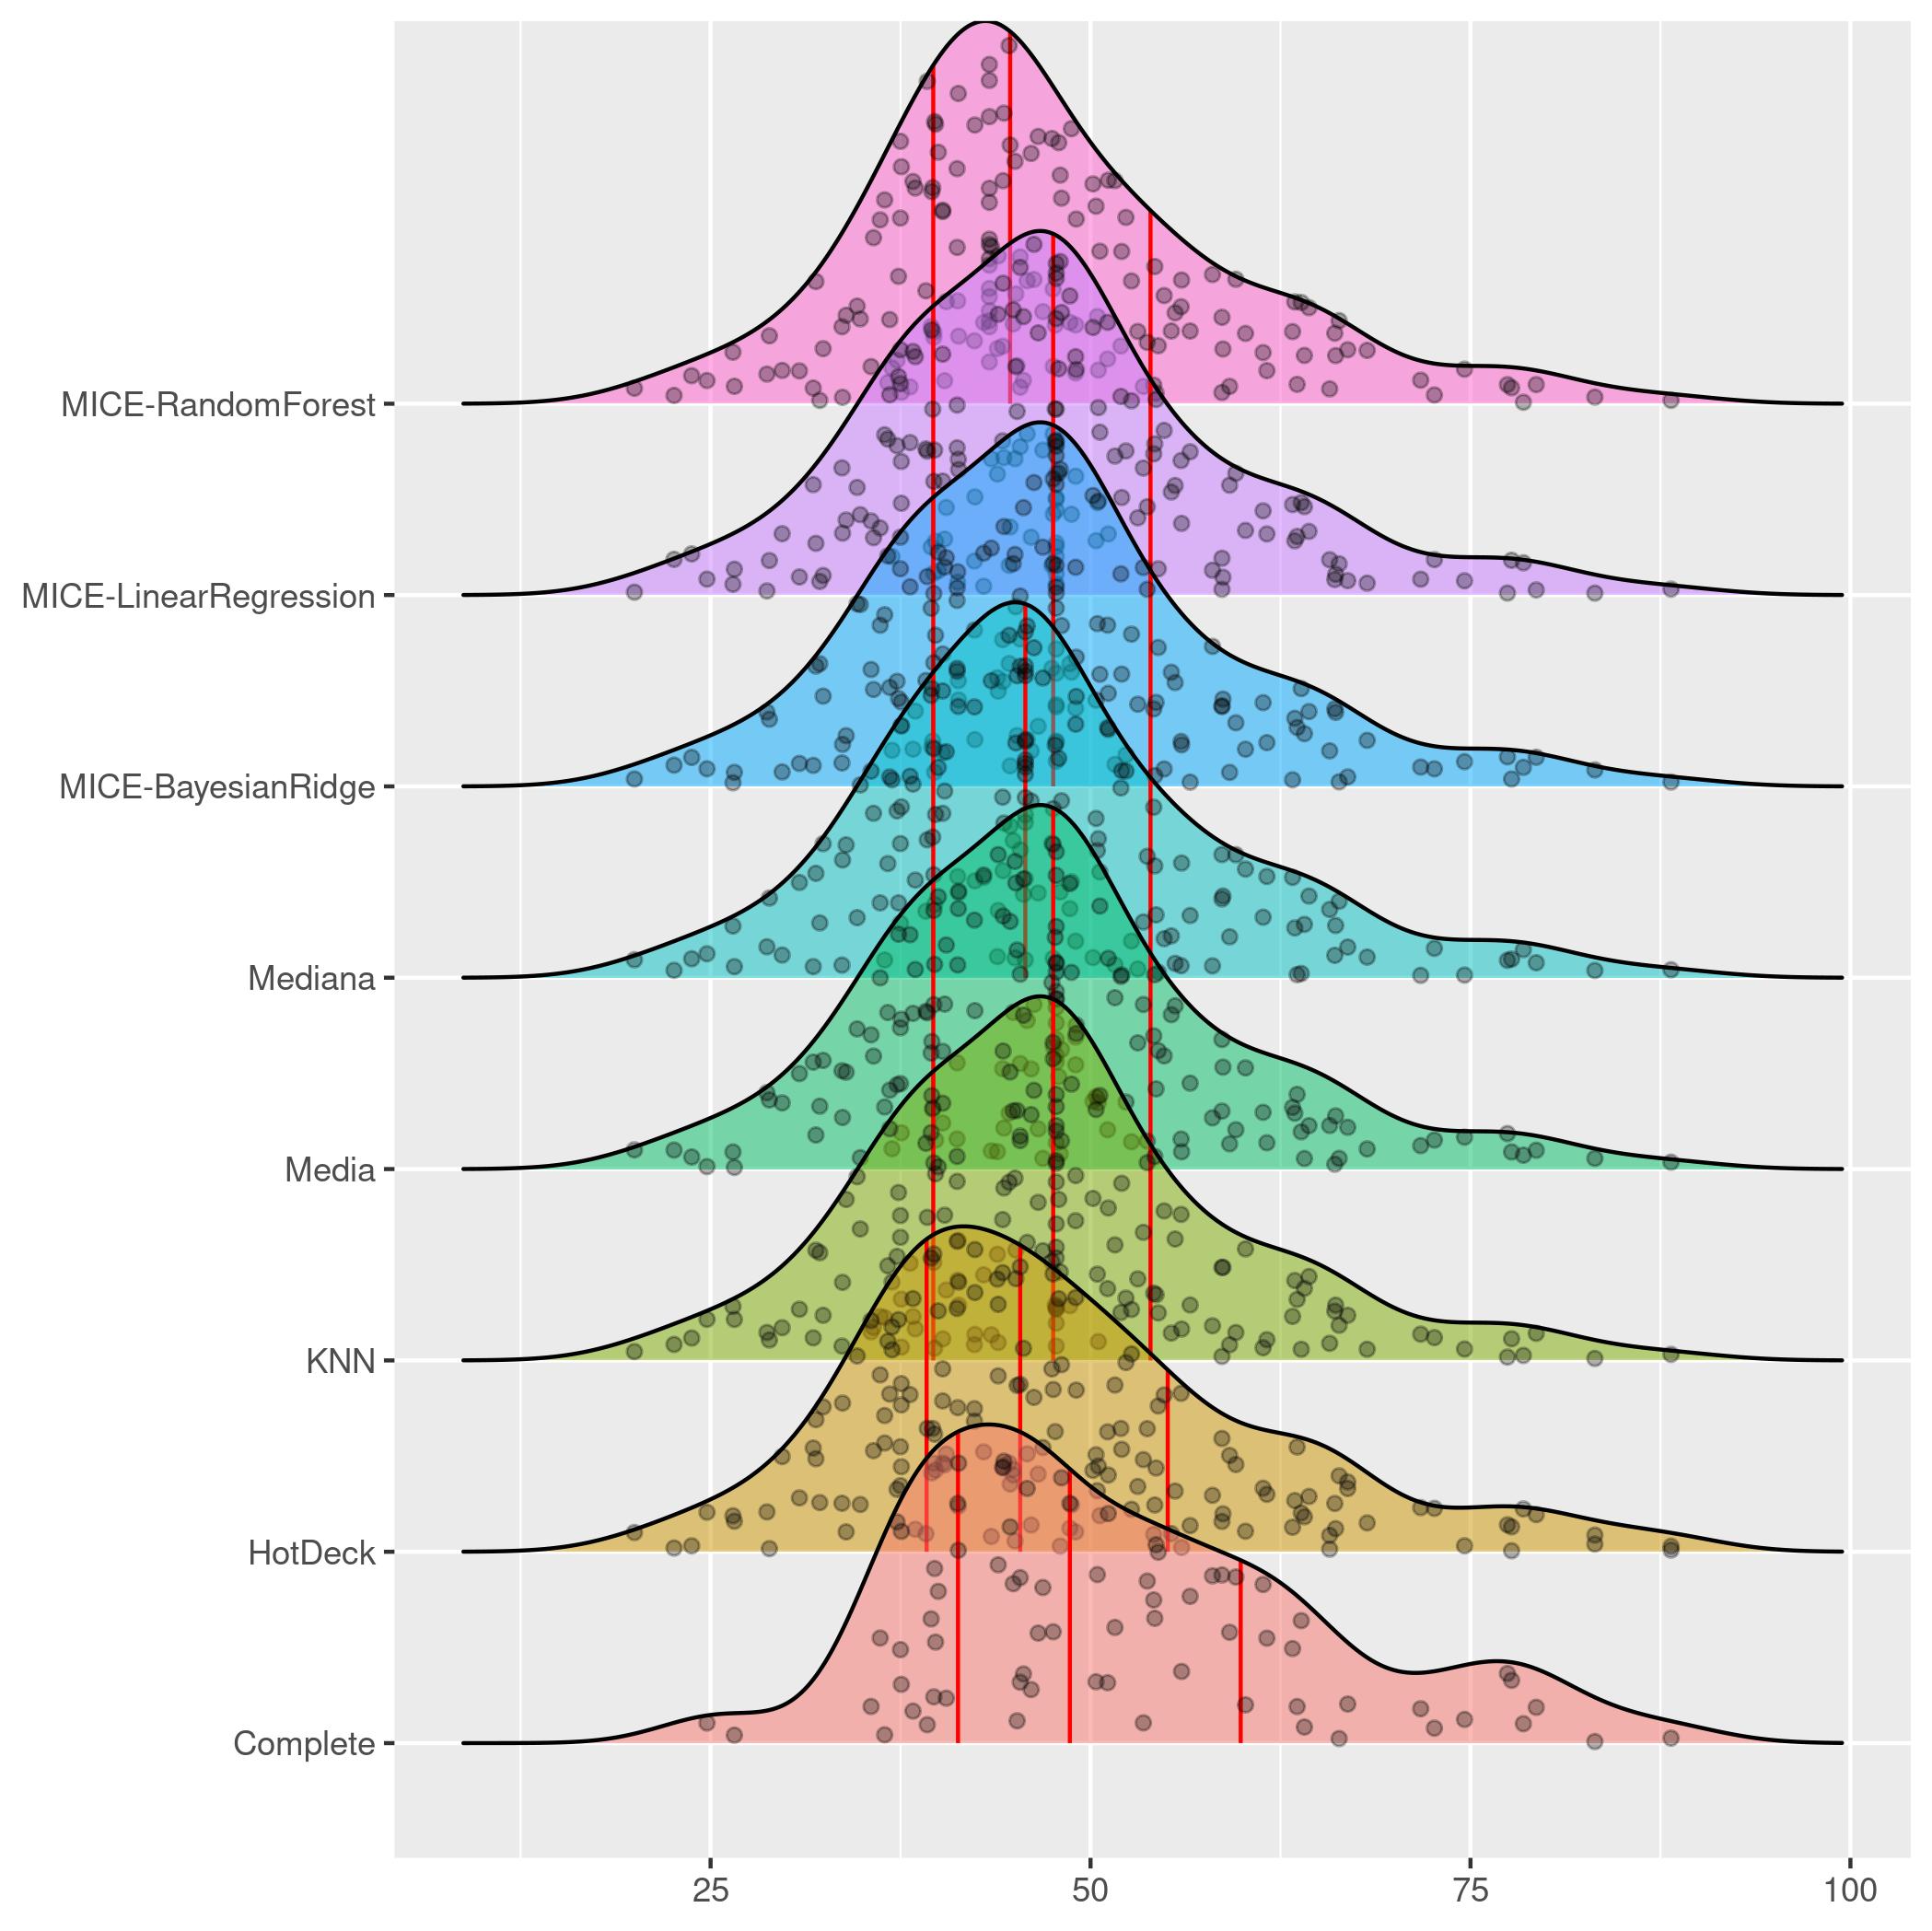 MICE-RandomForest
MICE-LinearRegression
MICE-BayesianRidge
Mediana
Media
KNN
HotDeck
Complete
25 50 75 100